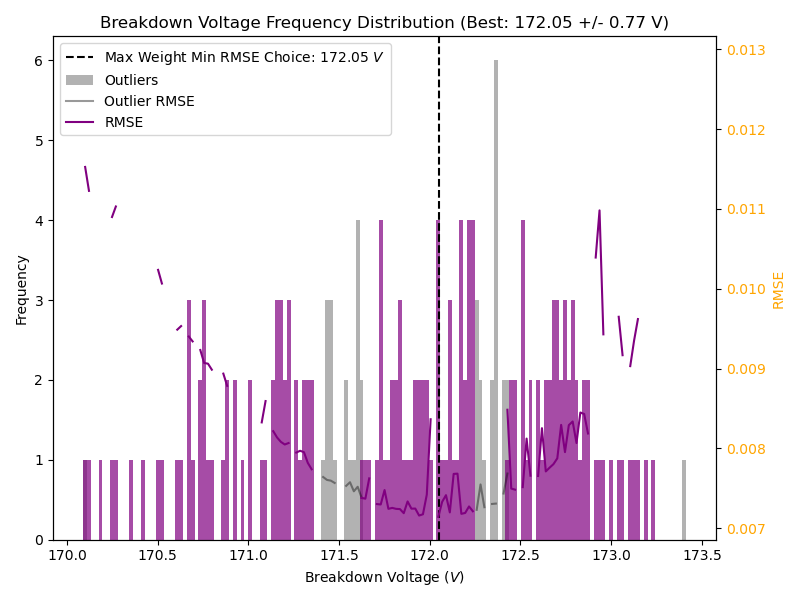 Breakdown Voltage Frequency Distribution (Best: 172.05 +/- 0.77 V)
Max Weight Min RMSE Choice: 172.05 V
Outliers
Outlier RMSE
RMSE
Frequency
6
5
4
3
2
1
0
0.013
0.012
0.011
0.010
0.009
0.008
0.007
RMSE
170.0 170.5 171.0 171.5 172.0 172.5 173.0 173.5
Breakdown Voltage (V)